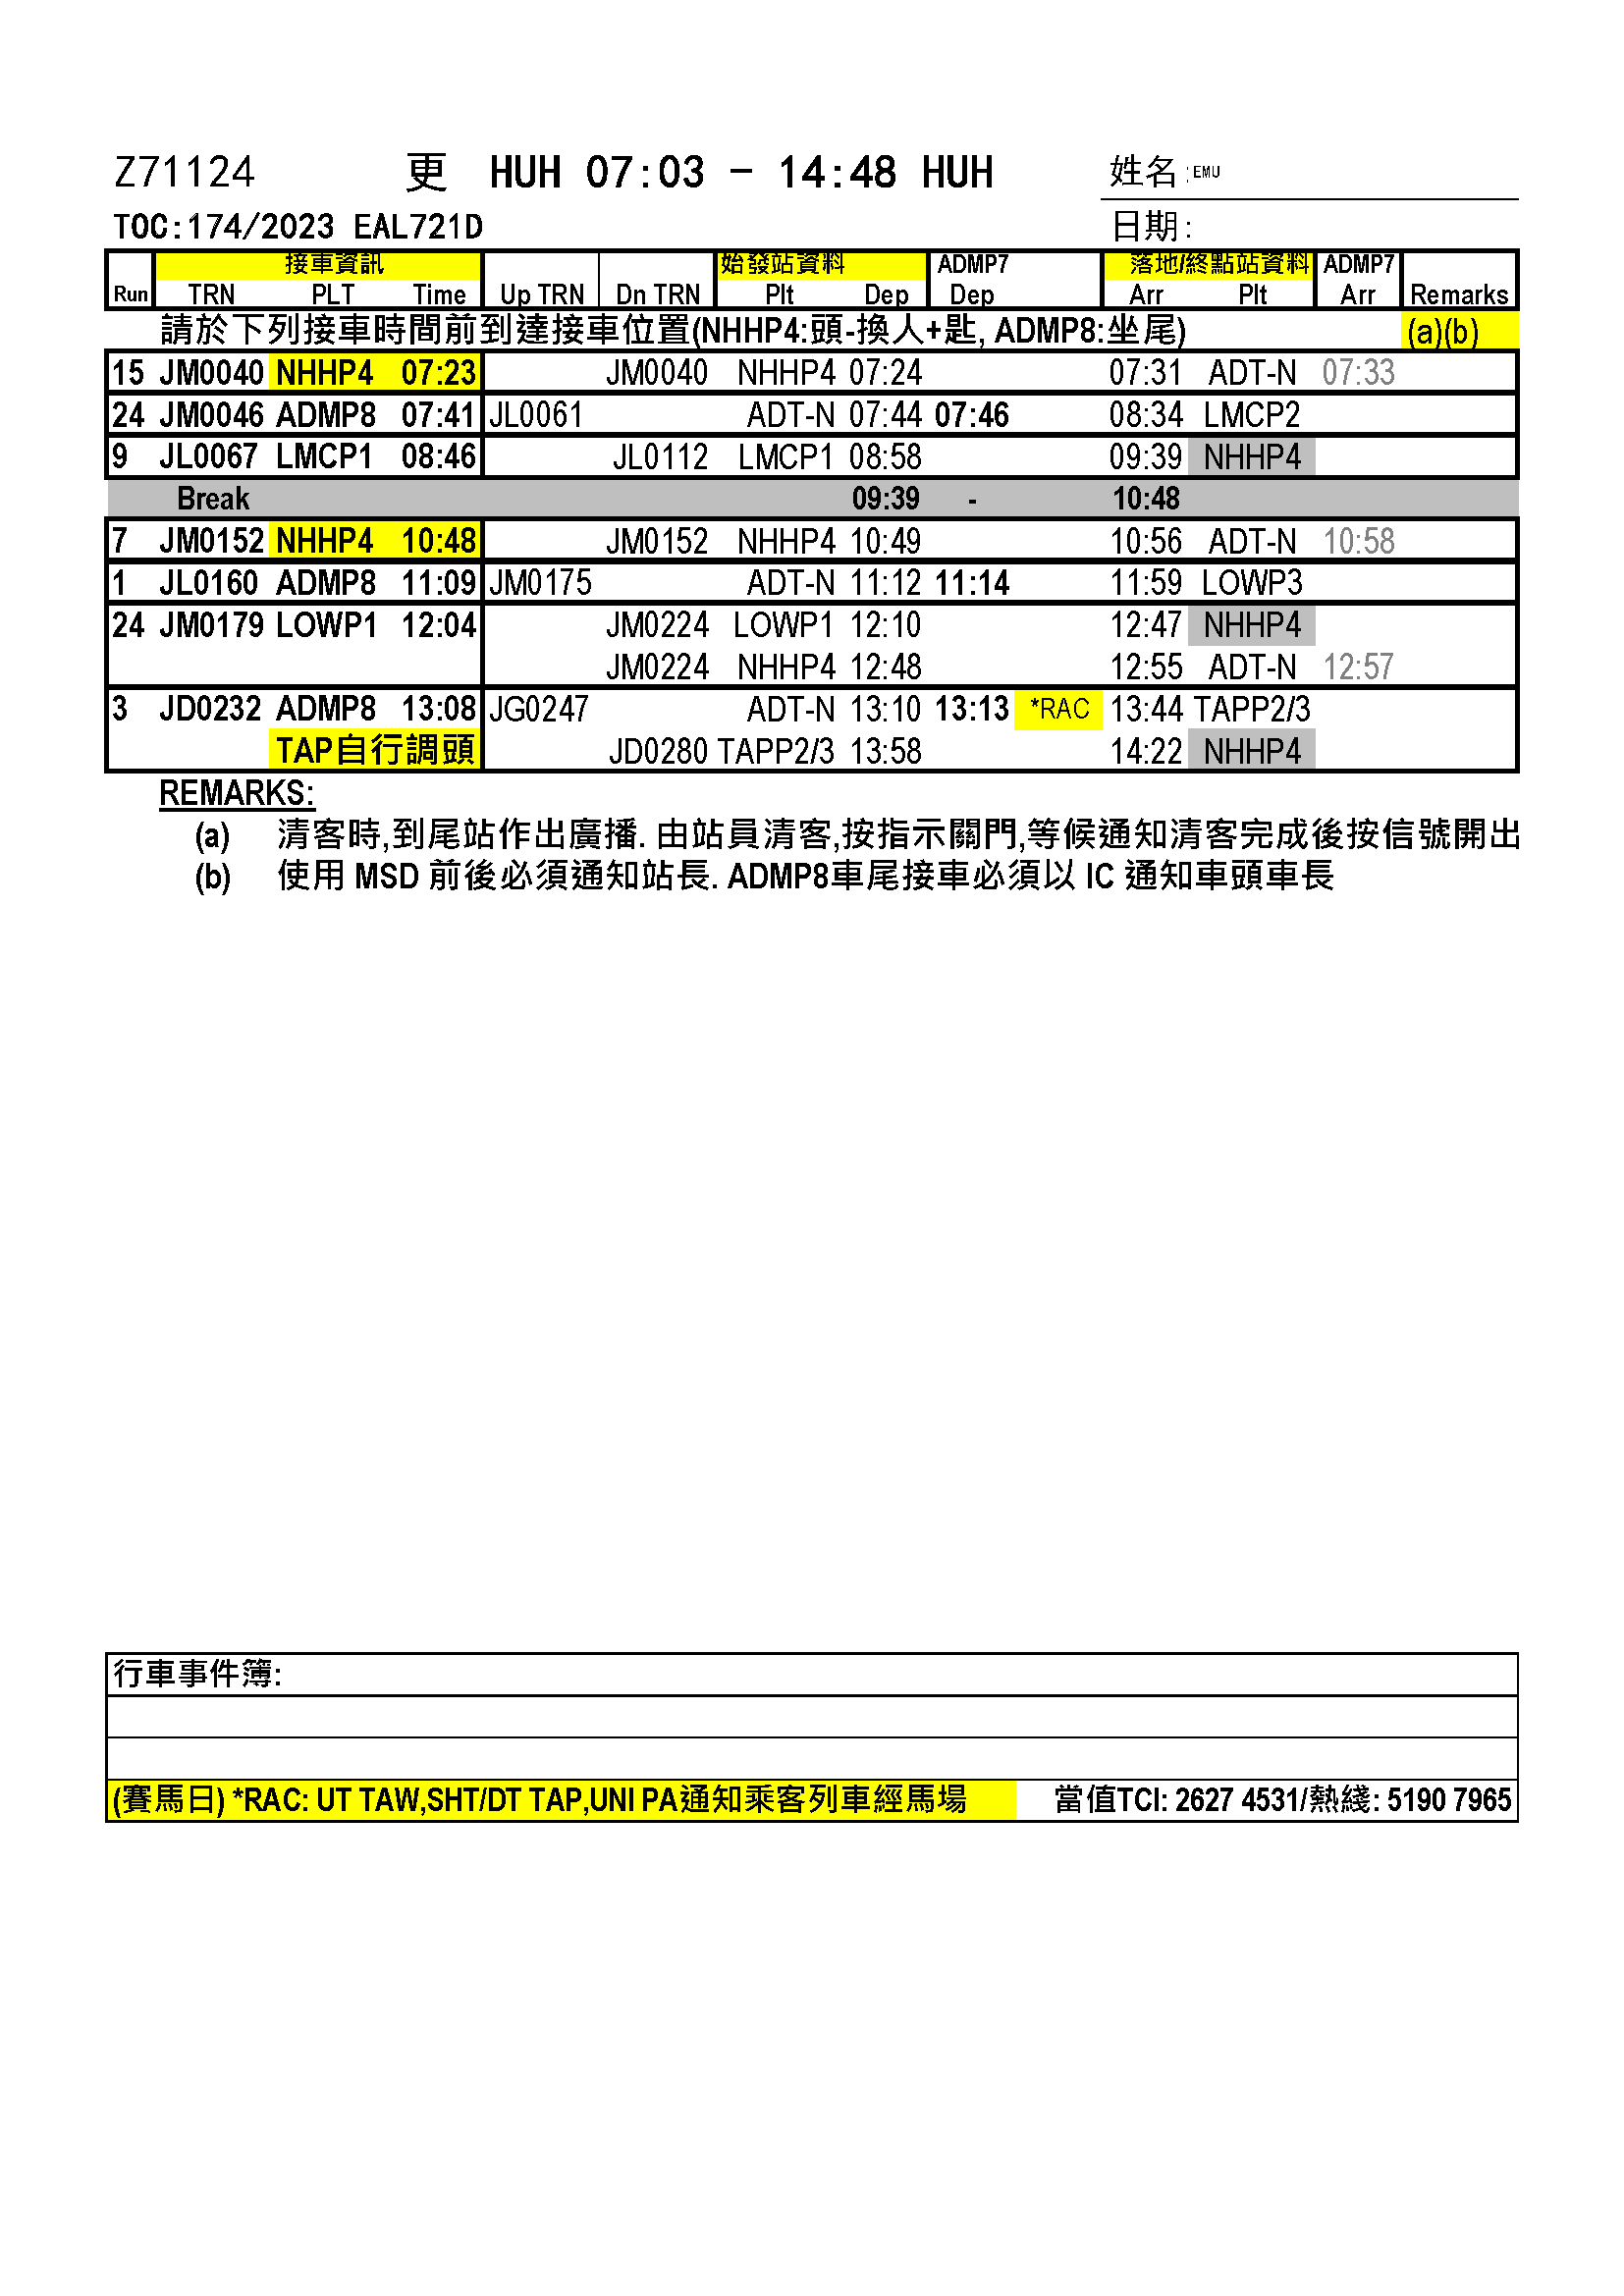 Z71124 更 HUH 07:03 - 14:48 HUH 姓名:EMU
TOC:174/2023 EAL721D 日期:
接車資訊 始發站資料 ADMP7 落地/終點站資料 ADMP7
Run TRN PLT Time Up TRN Dn TRN Plt Dep Dep Arr Plt Arr Remarks
請於下列接車時間前到達接車位置(NHHP4:頭-換人+匙, ADMP8:坐尾) (a)(b)
15 JM0040 NHHP4 07:23 JM0040 NHHP4 07:24 07:31 ADT-N 07:33
24 JM0046 ADMP8 07:41 JL0061 ADT-N 07:44 07:46 08:34 LMCP2
9 JL0067 LMCP1 08:46 JL0112 LMCP1 08:58 09:39 NHHP4
Break 09:39 - 10:48
7 JM0152 NHHP4 10:48 JM0152 NHHP4 10:49 10:56 ADT-N 10:58
1 JL0160 ADMP8 11:09 JM0175 ADT-N 11:12 11:14 11:59 LOWP3
24 JM0179 LOWP1 12:04 JM0224 LOWP1 12:10 12:47 NHHP4
JM0224 NHHP4 12:48 12:55 ADT-N 12:57
3 JD0232 ADMP8 13:08 JG0247 ADT-N 13:10 13:13 *RAC 13:44 TAPP2/3
TAP自行調頭 JD0280 TAPP2/3 13:58 14:22 NHHP4
REMARKS:
(a) 清客時,到尾站作出廣播. 由站員清客,按指示關門,等候通知清客完成後按信號開出
(b) 使用 MSD 前後必須通知站長. ADMP8車尾接車必須以 IC 通知車頭車長
行車事件簿:
(賽馬日) *RAC: UT TAW,SHT/DT TAP,UNI PA通知乘客列車經馬場 當值TCI: 2627 4531/熱綫: 5190 7965